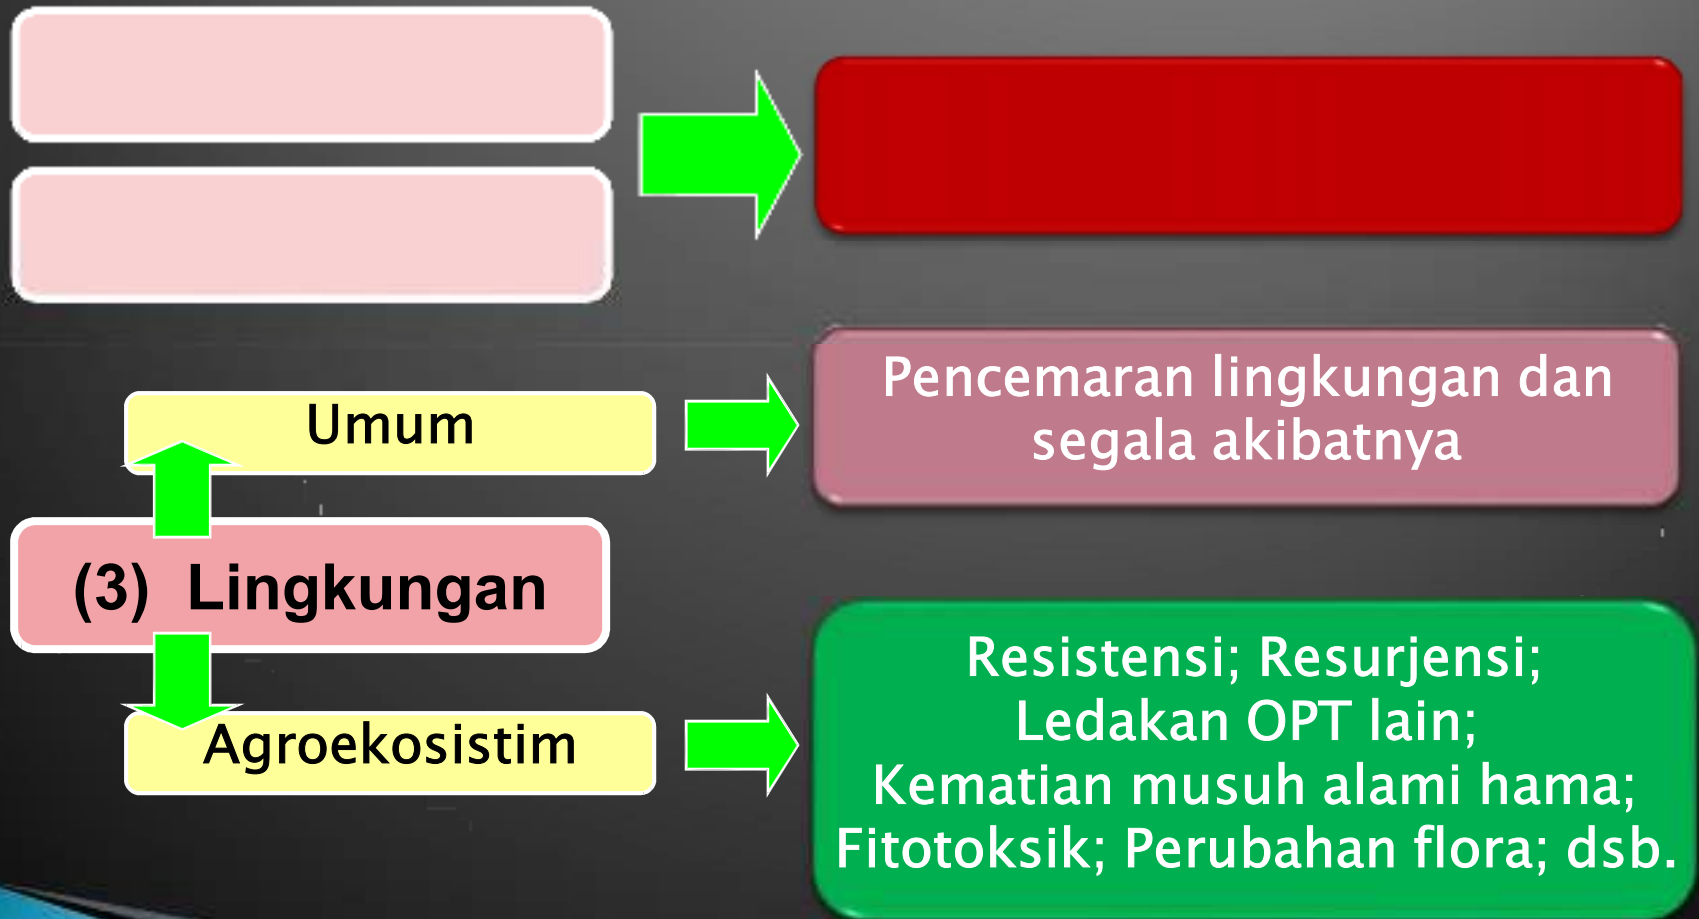 Umum
Pencemaran lingkungan dan
segala akibatnya
(3) Lingkungan
Agroekosistim
Resistensi; Resurjensi;
Ledakan OPT lain;
Kematian musuh alami hama;
Fitotoksik; Perubahan flora; dsb.